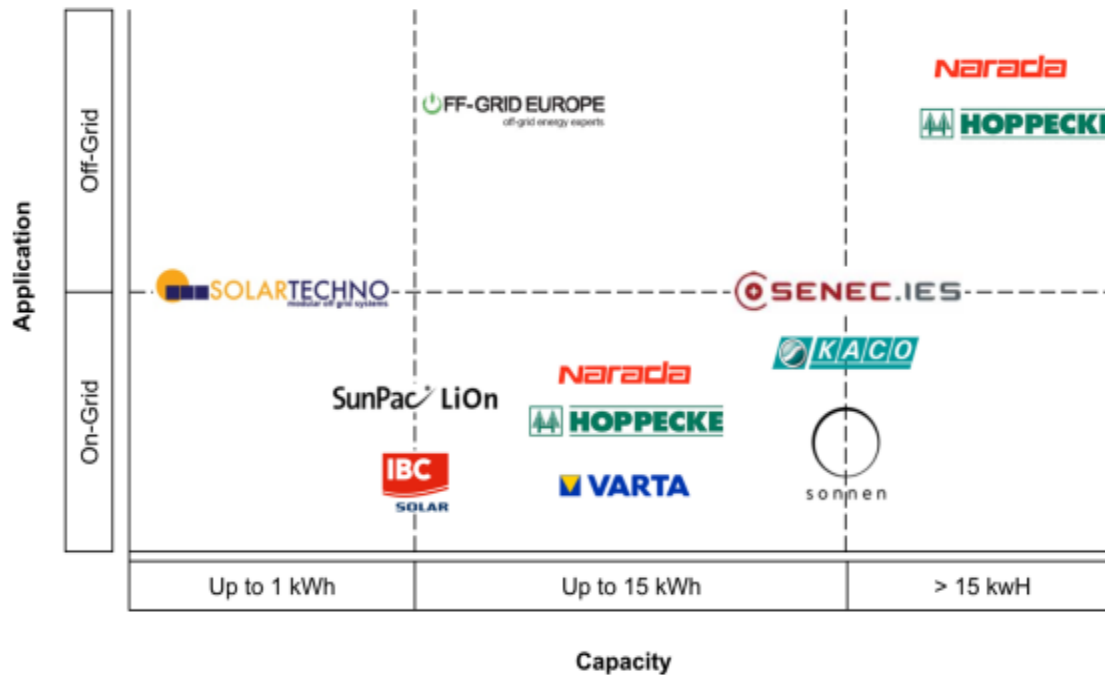 Application
Off-Grid
On-Grid
Narada
OFF-GRID EUROPE
off-grid energy experts
HOPPECKE
SOLARTECHNO
modular off grid systems
SENEC.IES
KACO
Narada
SunPac LiOn
HOPPECKE
IBC
SOLAR
VARTA
sonnen
Up to 1 kWh
Up to 15 kWh
> 15 kwH
Capacity